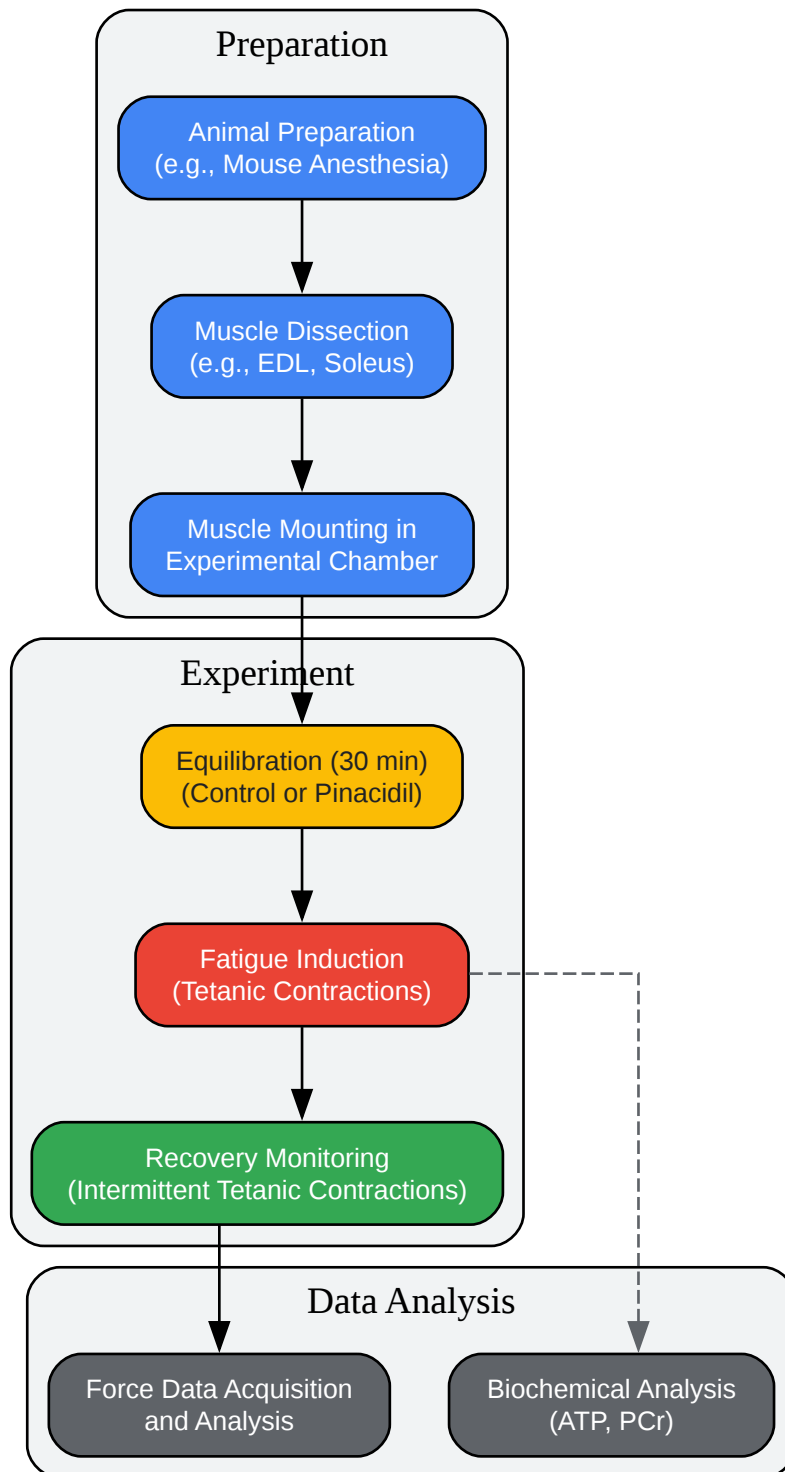 Preparation
Animal Preparation
(e.g., Mouse Anesthesia)
Muscle Dissection
(e.g., EDL, Soleus)
Muscle Mounting in
Experimental Chamber
Experiment
Equilibration (30 min)
(Control or Pinacidil)
Fatigue Induction
(Tetanic Contractions)
Recovery Monitoring
(Intermittent Tetanic Contractions)
Data Analysis
Force Data Acquisition
and Analysis
Biochemical Analysis
(ATP, PCr)